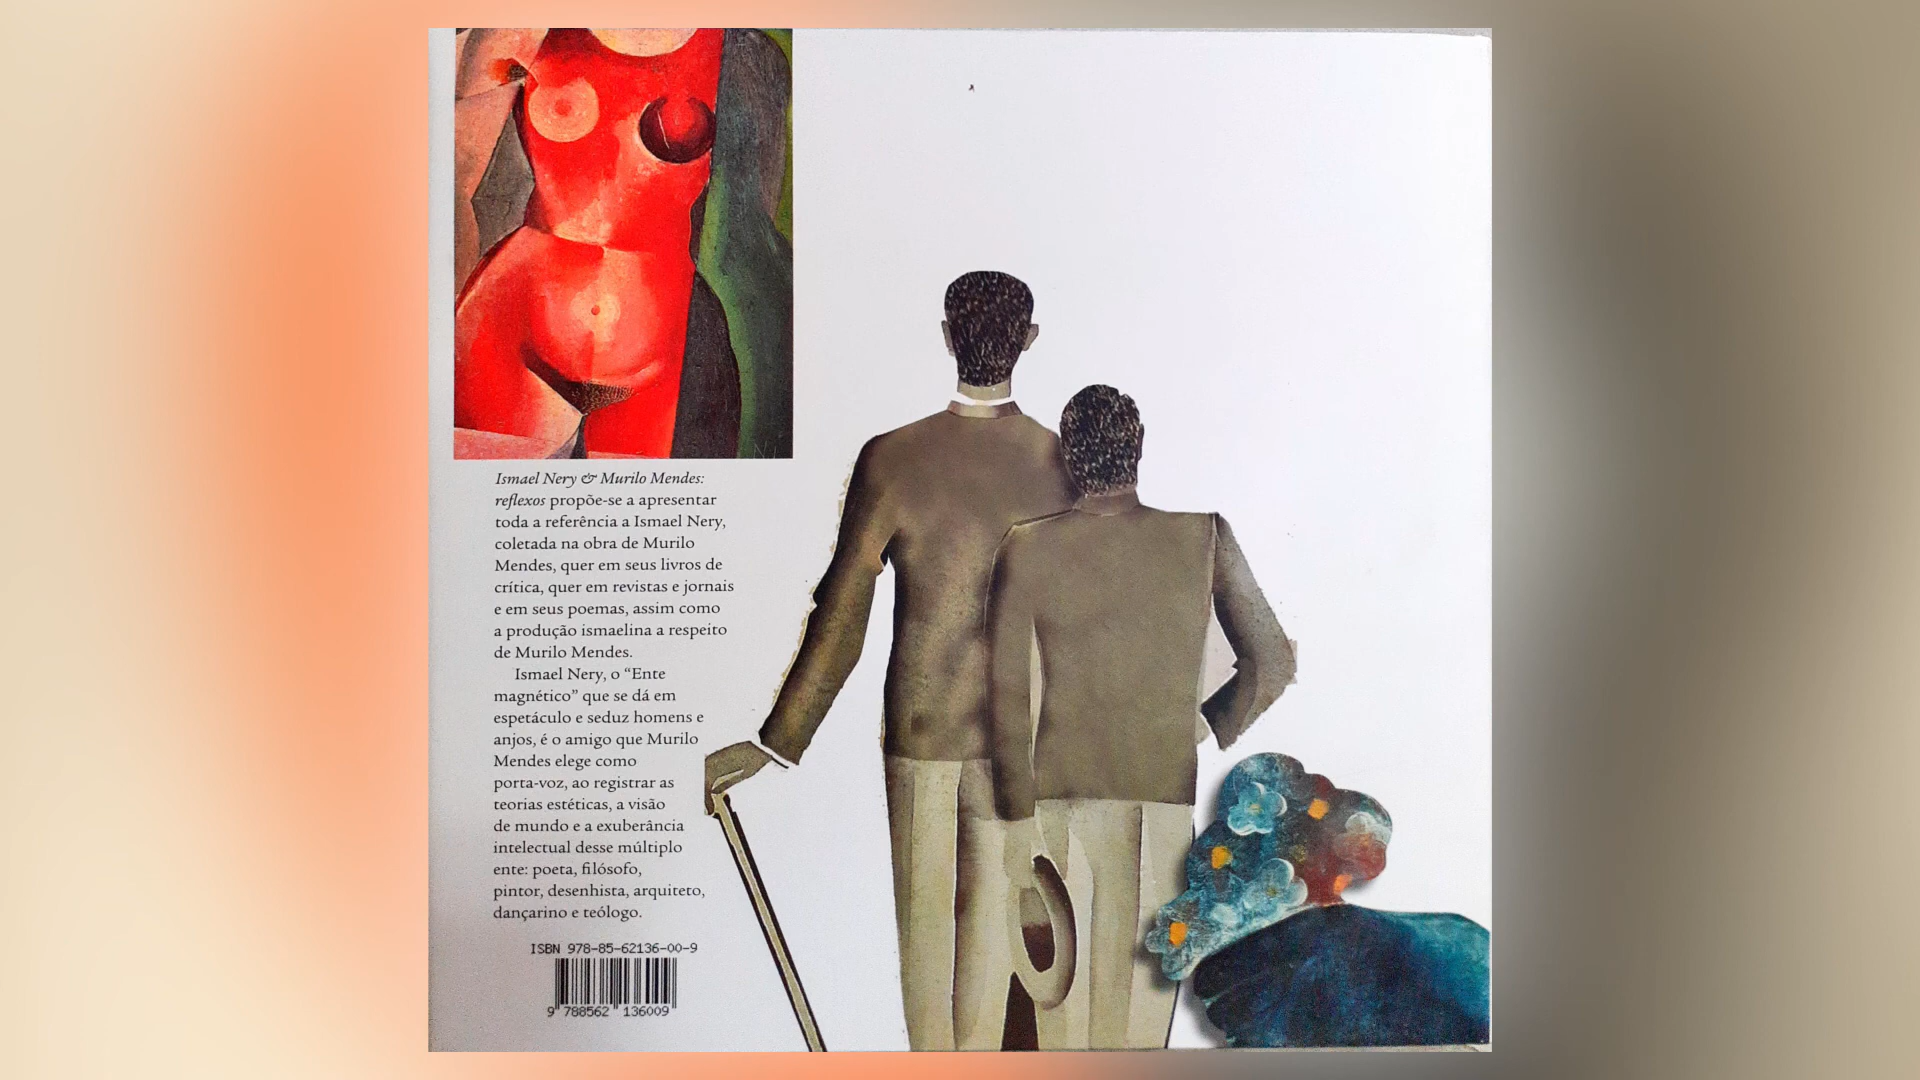 Ismael Nery & Murilo Mendes:
reflexos propõe-se a apresentar
toda a referência a Ismael Nery,
coletada na obra de Murilo
Mendes, quer em seus livros de
crítica, quer em revistas e jornais
e em seus poemas, assim como
a produção ismaelina a respeito
de Murilo Mendes.
Ismael Nery, o “Ente
magnético” que se dá em
espetáculo e seduz homens e
anjos, é o amigo que Murilo
Mendes elege como
porta-voz, ao registrar as
teorias estéticas, a visão
de mundo e a exuberância
intelectual desse múltiplo
ente: poeta, filósofo,
pintor, desenhista, arquiteto,
dançarino e teólogo.
ISBN 978-85-62136-00-9
9 788562 136009